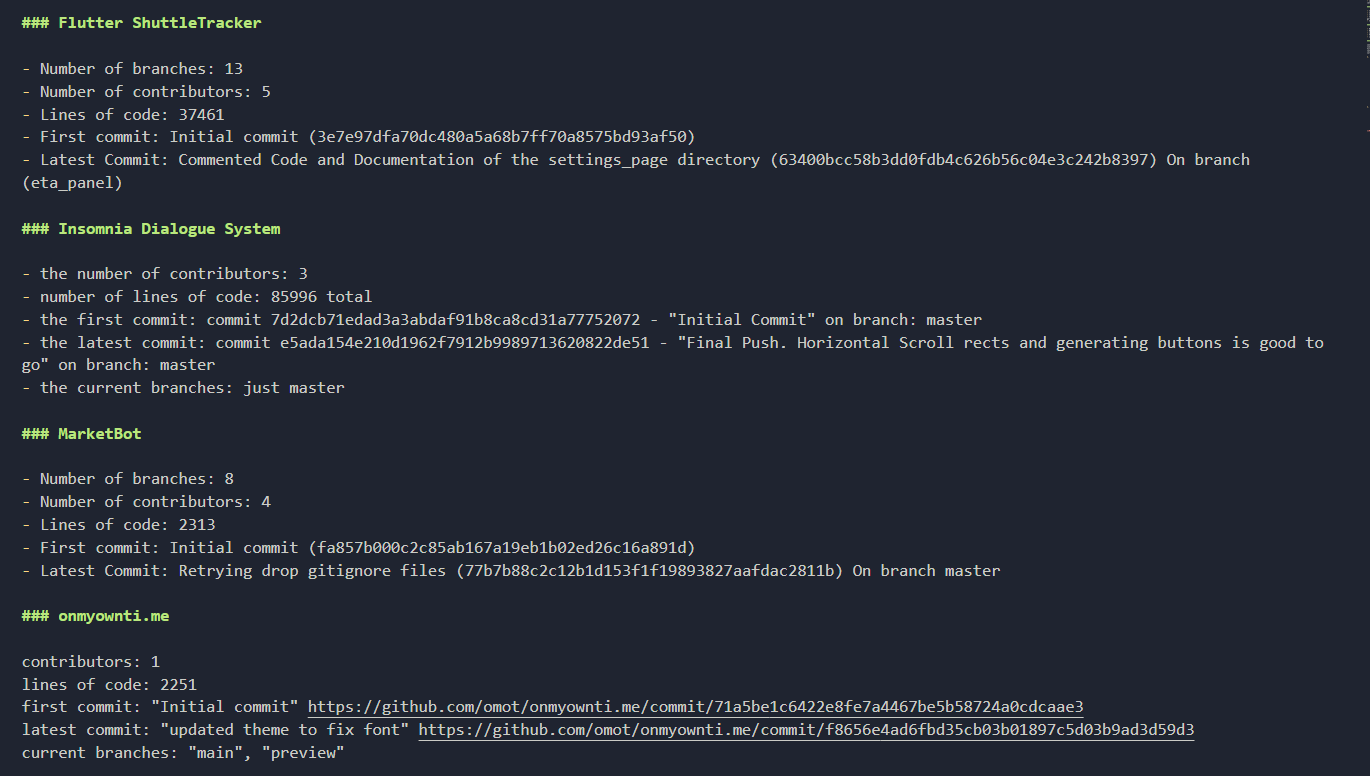 ### Flutter ShuttleTracker
- Number of branches: 13
- Number of contributors: 5
- Lines of code: 37461
- First commit: Initial commit (3e7e97dfa70dc480a5a68b7ff70a8575bd93af50)
- Latest Commit: Commented Code and Documentation of the settings_page directory (63400bcc58b3dd0fdb4c626b56c04e3c242b8397) On branch
(eta_panel)
### Insomnia Dialogue System
- the number of contributors: 3
- number of lines of code: 85996 total
- the first commit: commit 7d2dcb71edad3a3abdaf91b8ca8cd31a77752072 - "Initial Commit" on branch: master
- the latest commit: commit e5ada154e210d1962f7912b9989713620822de51 - "Final Push. Horizontal Scroll rects and generating buttons is good to
go" on branch: master
- the current branches: just master
### MarketBot
- Number of branches: 8
- Number of contributors: 4
- Lines of code: 2313
- First commit: Initial commit (fa857b000c2c85ab167a19eb1b02ed26c16a891d)
- Latest Commit: Retrying drop gitignore files (77b7b88c2c12b1d153f1f19893827aafdac2811b) On branch master
### onmyownti.me
contributors: 1
lines of code: 2251
first commit: "Initial commit" https://github.com/omot/onmyownti.me/commit/71a5be1c6422e8fe7a4467be5b58724a0cdcaae3
latest commit: "updated theme to fix font" https://github.com/omot/onmyownti.me/commit/f8656e4ad6fbd35cb03b01897c5d03b9ad3d59d3
current branches: "main", "preview"